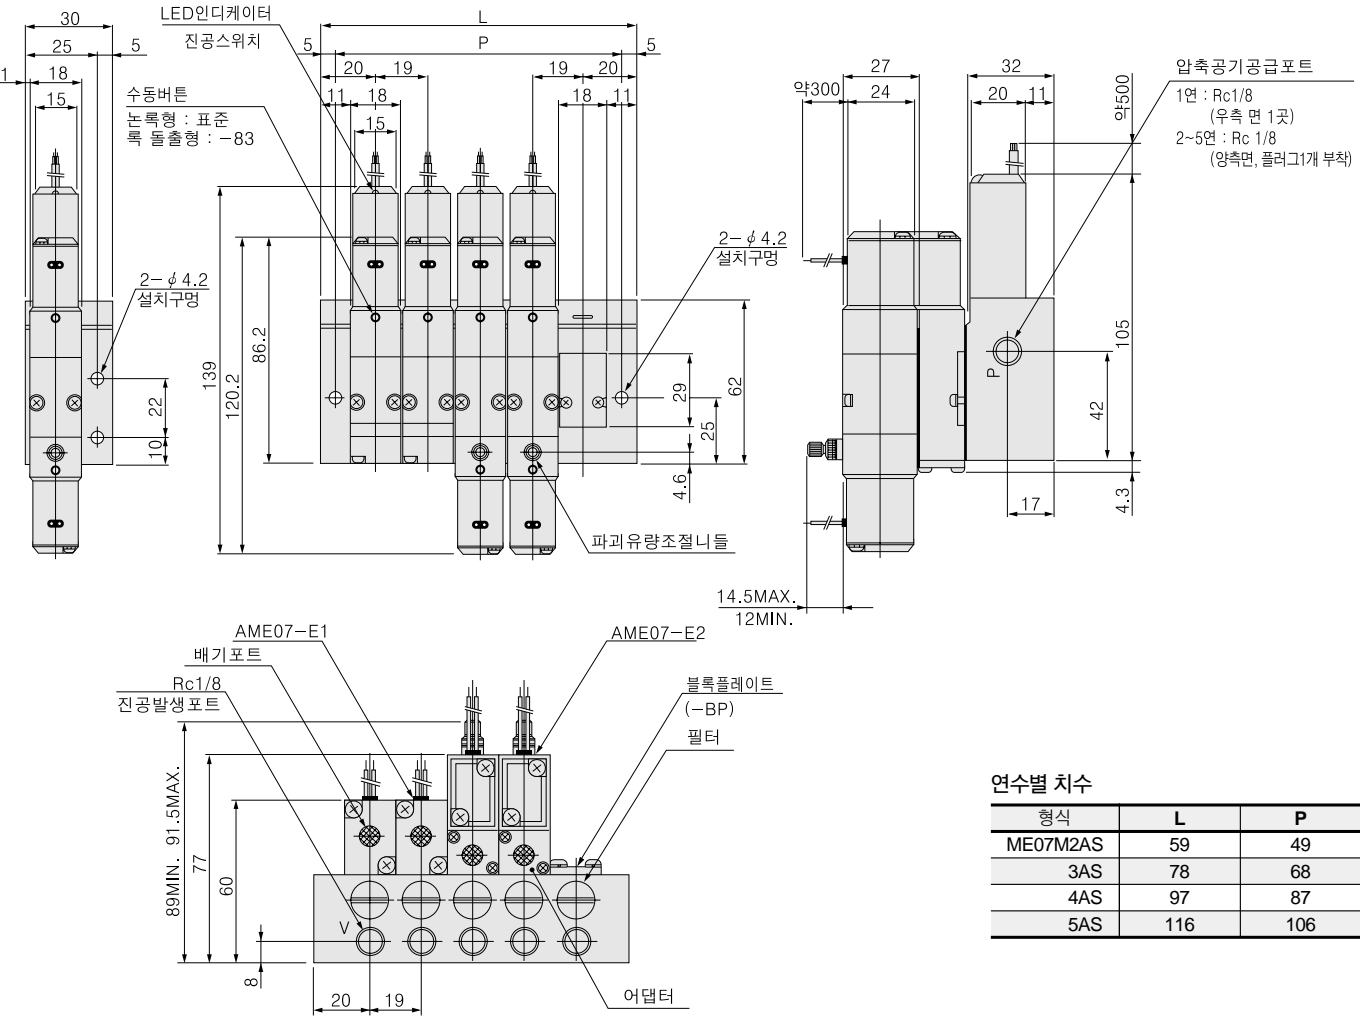 30
25
5
1
18
15
LED인디케이터
진공스위치
수동버튼
논록형 : 표준
록 돌출형 : -83
L
5
P
5
20
19
19
20
11
18
18
11
15
2-ϕ4.2
설치구멍
22
10
139
120.2
86.2
2-ϕ4.2
설치구멍
29
62
25
4.6
파괴유량조절니들
27
약300
24
32
20
11
약500
105
P
42
4.3
17
14.5MAX.
12MIN.
압축공기공급포트
1연 : Rc1/8
(우측 면 1곳)
2~5연 : Rc 1/8
(양측면, 플러그1개 부착)
AME07-E1
배기포트
Rc1/8
진공발생포트
AME07-E2
블록플레이트
(-BP)
필터
89MIN. 91.5MAX.
77
60
V
8
20
19
어댑터
연수별 치수
형식 L P
ME07M2AS 59 49
3AS 78 68
4AS 97 87
5AS 116 106